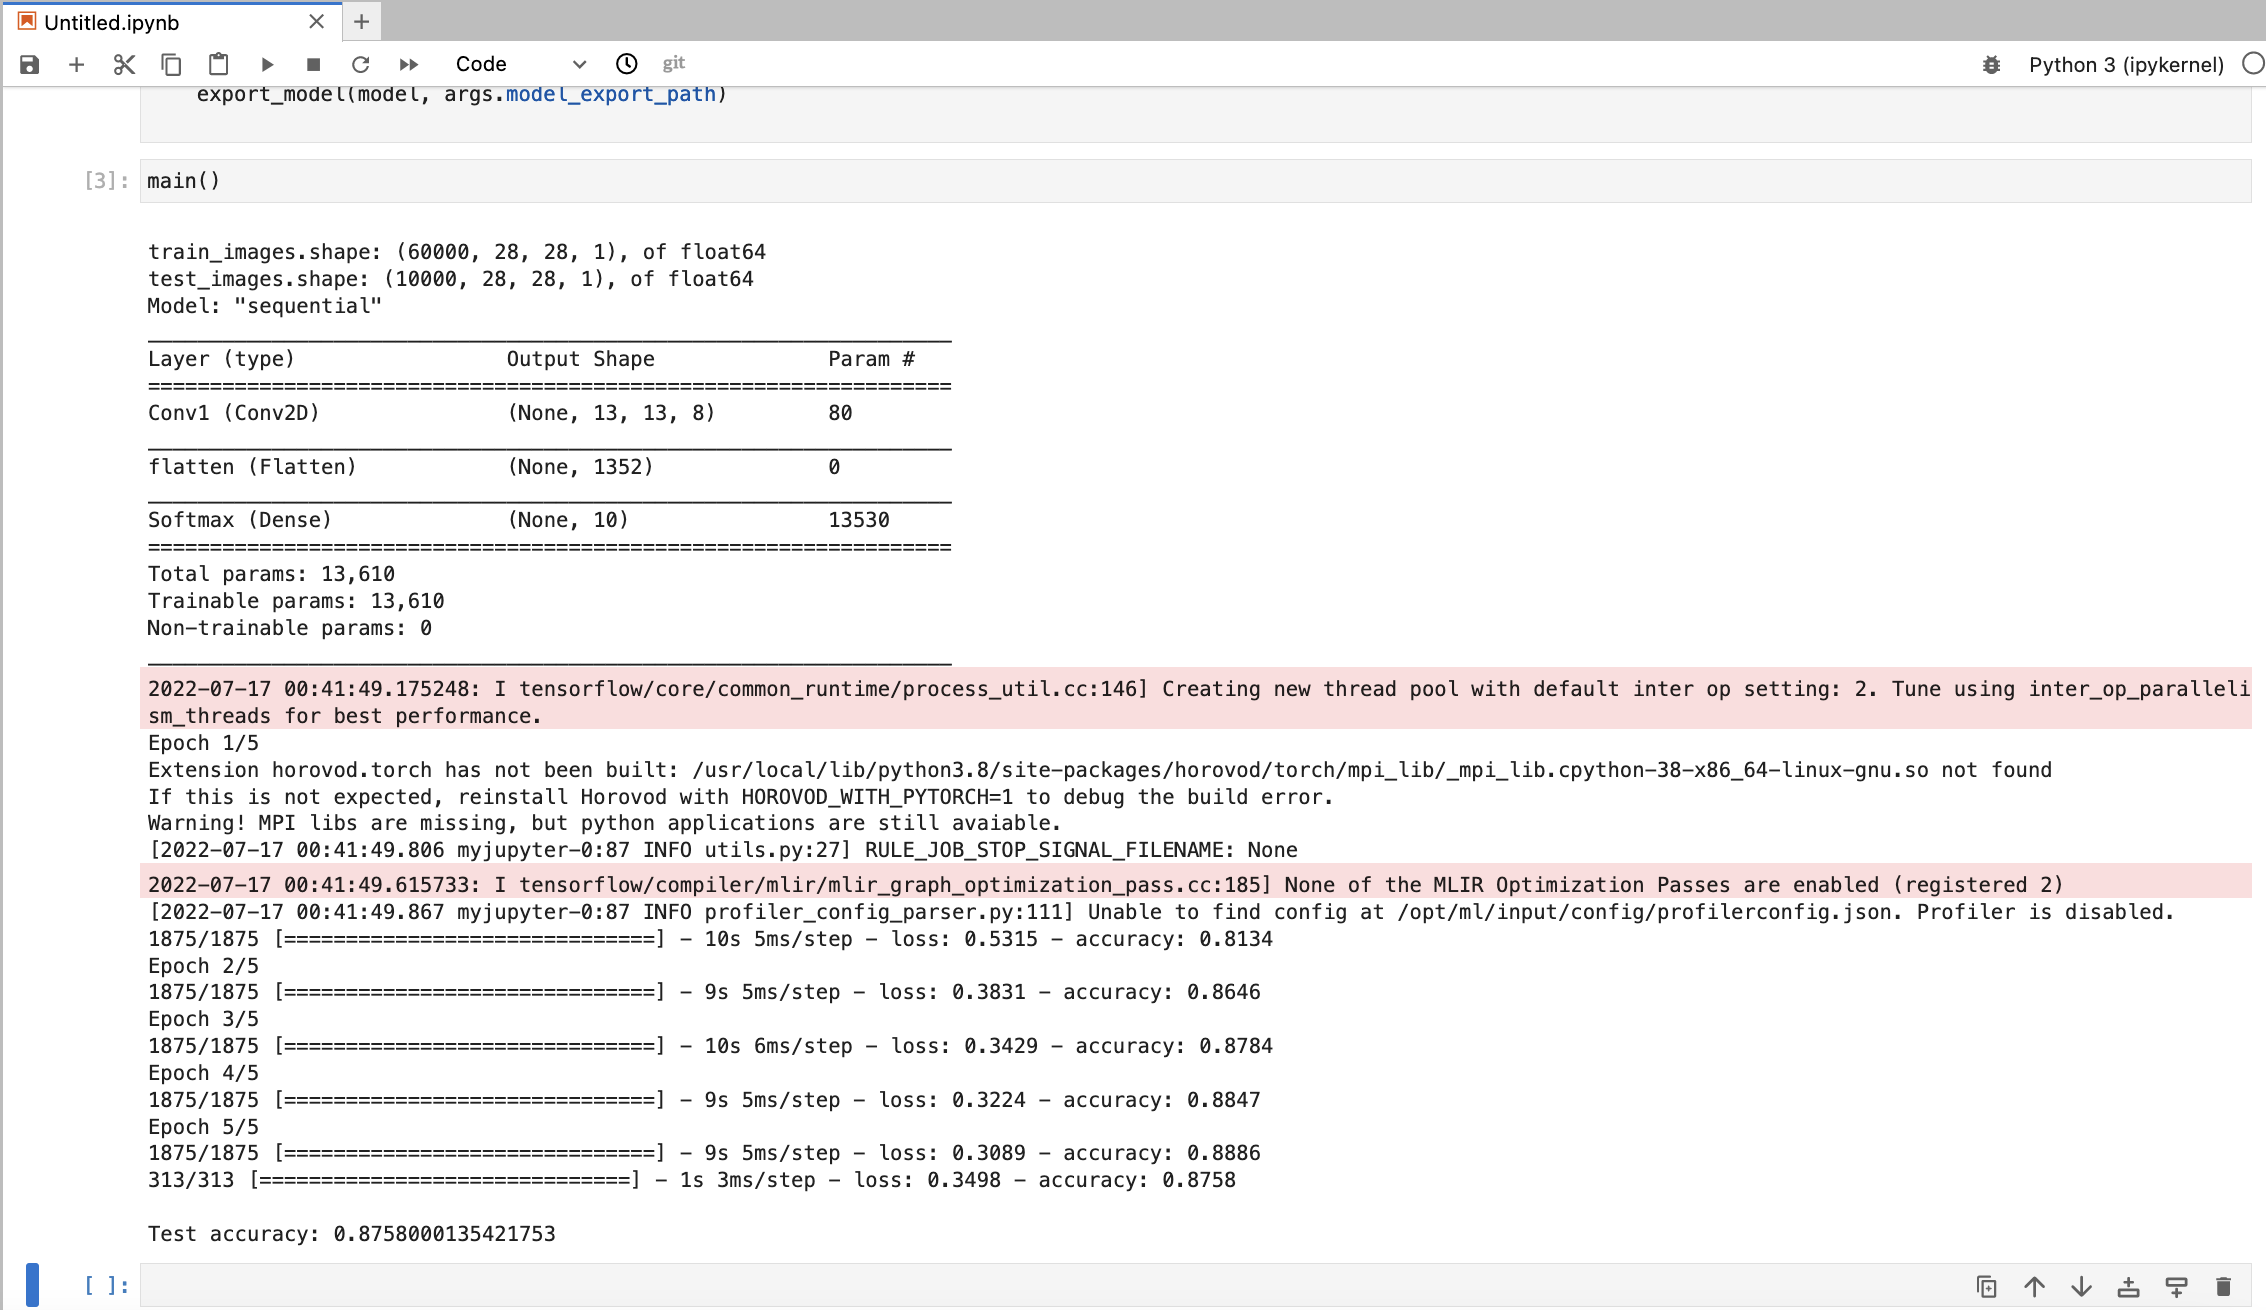 Untitled.ipynb
Code git Python 3 (ipykernel)
export_model(model, args.model_export_path)
[3]: main()
train_images.shape: (60000, 28, 28, 1), of float64
test_images.shape: (10000, 28, 28, 1), of float64
Model: "sequential"
_________________________________________________________________
Layer (type) Output Shape Param #
=================================================================
Conv1 (Conv2D) (None, 13, 13, 8) 80
_________________________________________________________________
flatten (Flatten) (None, 1352) 0
_________________________________________________________________
Softmax (Dense) (None, 10) 13530
=================================================================
Total params: 13,610
Trainable params: 13,610
Non-trainable params: 0
_________________________________________________________________
2022-07-17 00:41:49.175248: I tensorflow/core/common_runtime/process_util.cc:146] Creating new thread pool with default inter op setting: 2. Tune using inter_op_paralleli
sm_threads for best performance.
Epoch 1/5
Extension horovod.torch has not been built: /usr/local/lib/python3.8/site-packages/horovod/torch/mpi_lib/_mpi_lib.cpython-38-x86_64-linux-gnu.so not found
If this is not expected, reinstall Horovod with HOROVOD_WITH_PYTORCH=1 to debug the build error.
Warning! MPI libs are missing, but python applications are still avaiable.
[2022-07-17 00:41:49.806 myjupyter-0:87 INFO utils.py:27] RULE_JOB_STOP_SIGNAL_FILENAME: None
2022-07-17 00:41:49.615733: I tensorflow/compiler/mlir/mlir_graph_optimization_pass.cc:185] None of the MLIR Optimization Passes are enabled (registered 2)
[2022-07-17 00:41:49.867 myjupyter-0:87 INFO profiler_config_parser.py:111] Unable to find config at /opt/ml/input/config/profilerconfig.json. Profiler is disabled.
1875/1875 [==============================] - 10s 5ms/step - loss: 0.5315 - accuracy: 0.8134
Epoch 2/5
1875/1875 [==============================] - 9s 5ms/step - loss: 0.3831 - accuracy: 0.8646
Epoch 3/5
1875/1875 [==============================] - 10s 6ms/step - loss: 0.3429 - accuracy: 0.8784
Epoch 4/5
1875/1875 [==============================] - 9s 5ms/step - loss: 0.3224 - accuracy: 0.8847
Epoch 5/5
1875/1875 [==============================] - 9s 5ms/step - loss: 0.3089 - accuracy: 0.8886
313/313 [==============================] - 1s 3ms/step - loss: 0.3498 - accuracy: 0.8758
Test accuracy: 0.8758000135421753
[ ]: